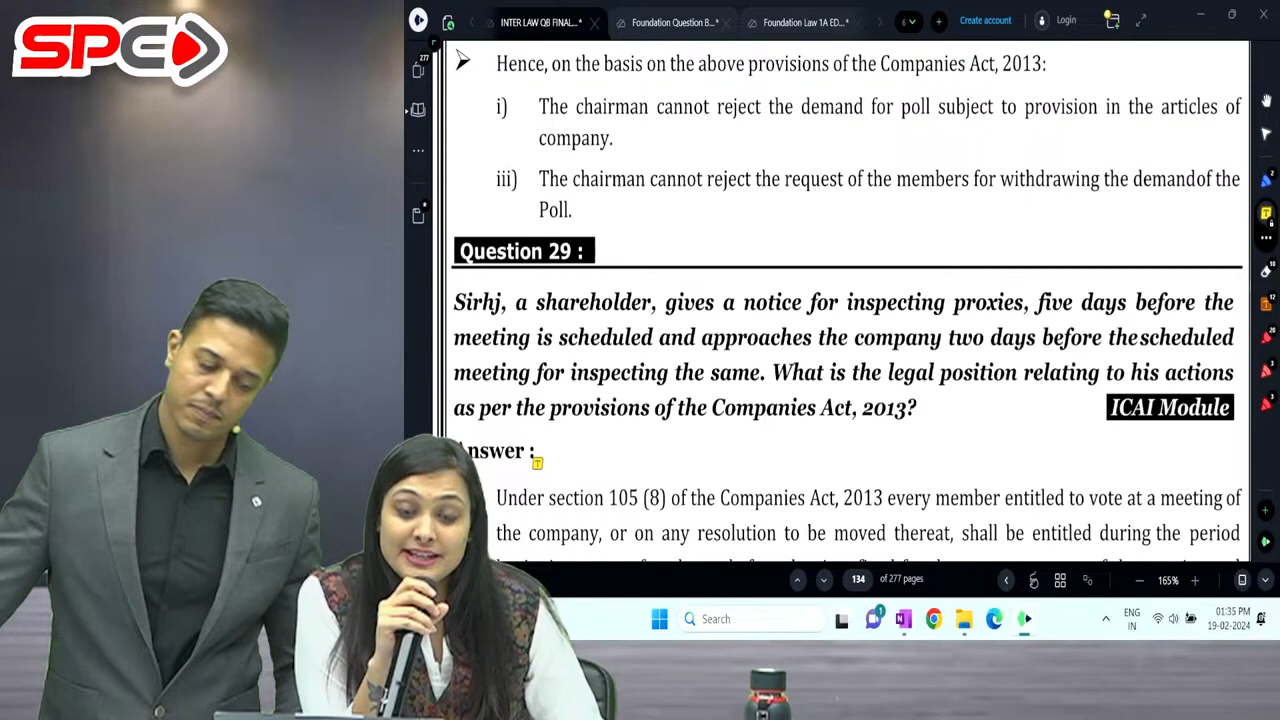 SPC
INTER LAW QB FINAL...*
Foundation Question B...*
Foundation Law 1A ED...*
6
Create account
Login
277
Hence, on the basis on the above provisions of the Companies Act, 2013:
i) The chairman cannot reject the demand for poll subject to provision in the articles of
company.
iii) The chairman cannot reject the request of the members for withdrawing the demand of the
Poll.
Question 29 :
Sirhj, a shareholder, gives a notice for inspecting proxies, five days before the
meeting is scheduled and approaches the company two days before the scheduled
meeting for inspecting the same. What is the legal position relating to his actions
as per the provisions of the Companies Act, 2013?
ICAI Module
Answer :
Under section 105 (8) of the Companies Act, 2013 every member entitled to vote at a meeting of
the company, or on any resolution to be moved thereat, shall be entitled during the period
134 of 277 pages
165%
Search
ENG
IN
01:35 PM
19-02-2024